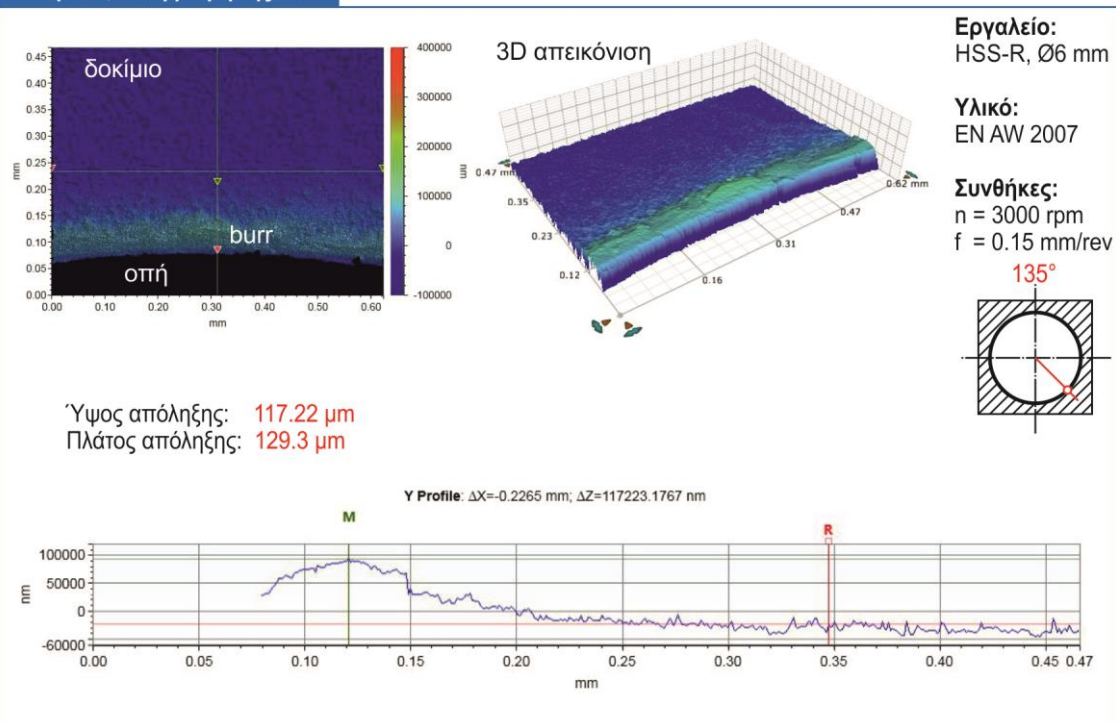 δοκίμιο
burr
οπή
0.45
0.40
0.35
0.30
0.25
0.20
0.15
0.10
0.05
0.00
mm
0.00 0.10 0.20 0.30 0.40 0.50 0.60
mm
400000
300000
200000
100000
0
-100000
nm
3D απεικόνιση
0.47 mm
0.35
0.23
0.12
0.16
0.31
0.47
0.62 mm
Εργαλείο:
HSS-R, Ø6 mm
Υλικό:
EN AW 2007
Συνθήκες:
n = 3000 rpm
f = 0.15 mm/rev
135°
Ύψος απόληξης: 117.22 μm
Πλάτος απόληξης: 129.3 μm
Y Profile: ΔX=-0.2265 mm; ΔZ=117223.1767 nm
M
R
100000
50000
0
-60000
nm
0.00 0.05 0.10 0.15 0.20 0.25 0.30 0.35 0.40 0.45 0.47
mm